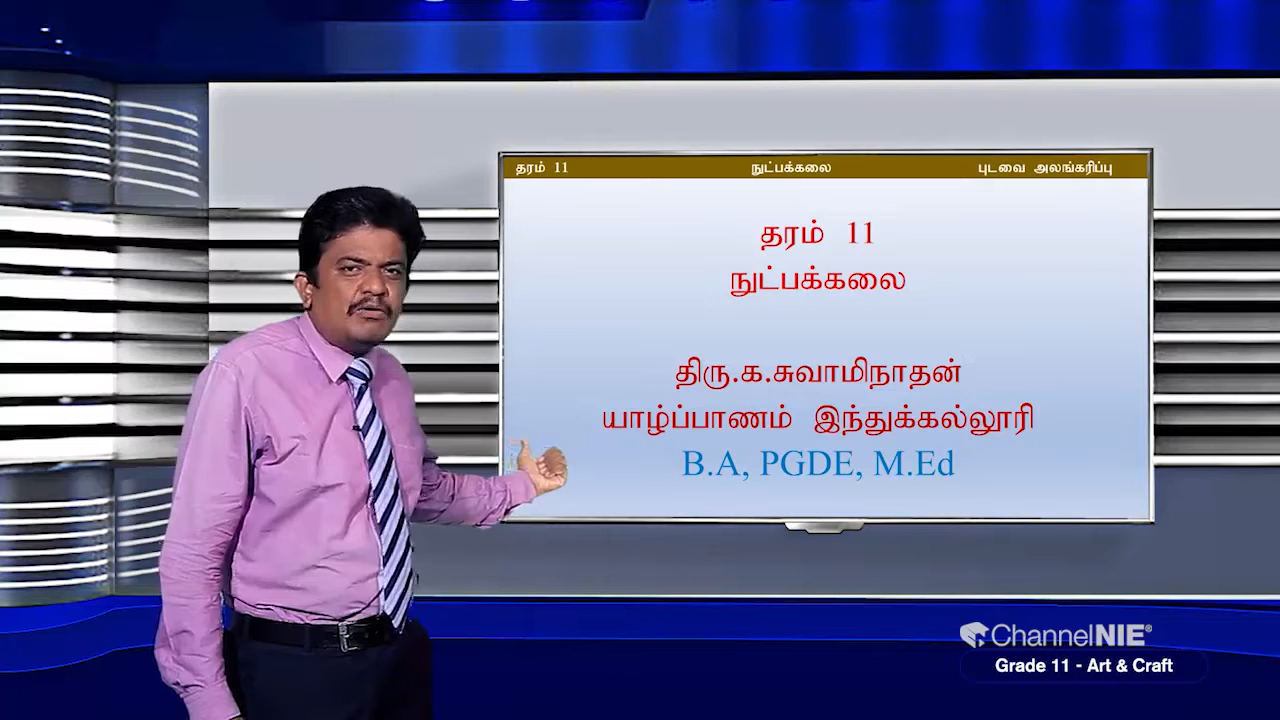 தரம் 11 நுட்பக்கலை புடவை அலங்கரிப்பு
தரம் 11
நுட்பக்கலை
திரு.க.சுவாமிநாதன்
யாழ்ப்பாணம் இந்துக்கல்லூரி
B.A, PGDE, M.Ed
ChannelNIE®
Grade 11 - Art & Craft